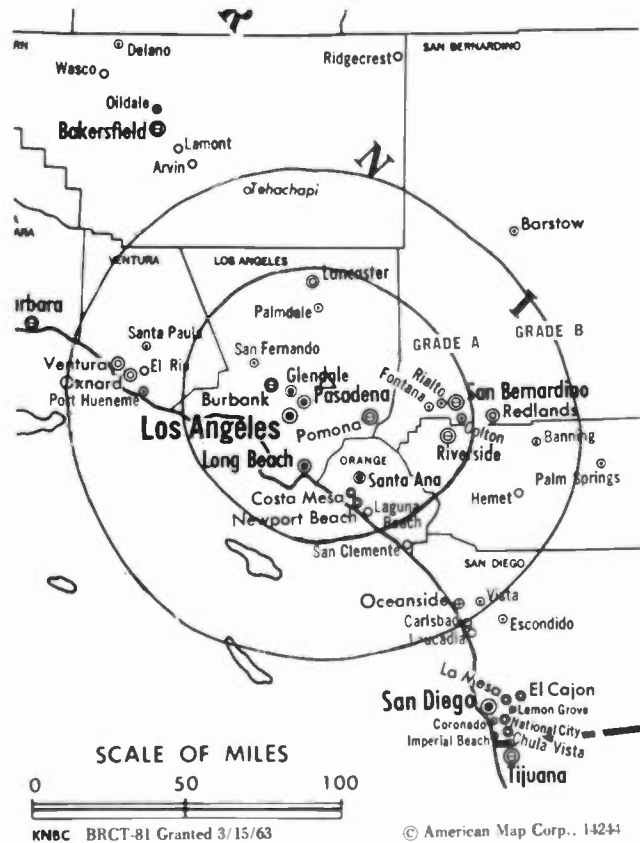 RN
Delano
Wasco
Ridgecrest
SAN BERNARDINO
Oildale
Bakersfield
Lamont
Arvin
N
Tehachapi
ARA
Barstow
VENTURA
LOS ANGELES
Lancaster
I
Palmdale
GRADE B
rbara
Santa Paula
GRADE A
Ventura
El Rio
San Fernando
Oxnard
Glendale
Rialto
San Bernardino
Port Hueneme
Burbank
Pasadena
Fontana
Redlands
Los Angeles
Pomona
Colton
Banning
Riverside
Long Beach
ORANGE
Palm Springs
Santa Ana
Costa Mesa
Hemet
Newport Beach
Laguna
Beach
San Clemente
SAN DIEGO
Oceanside
Vista
Carlsbad
Escondido
Leucadia
La Mesa
El Cajon
San Diego
Lemon Grove
Coronado
National City
Imperial Beach
Chula Vista
Tijuana
SCALE OF MILES
0 50 100
KNBC BRCT-81 Granted 3/15/63
© American Map Corp., 14244